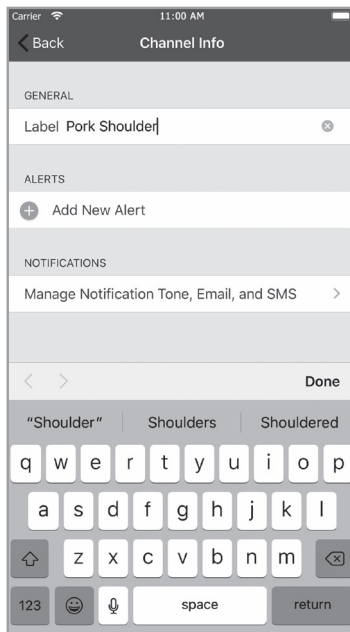 Carrier 11:00 AM
Back Channel Info
GENERAL
Label Pork Shoulder
ALERTS
Add New Alert
NOTIFICATIONS
Manage Notification Tone, Email, and SMS
Done
“Shoulder” Shoulders Shouldered
q w e r t y u i o p
a s d f g h j k l
z x c v b n m
123 space return